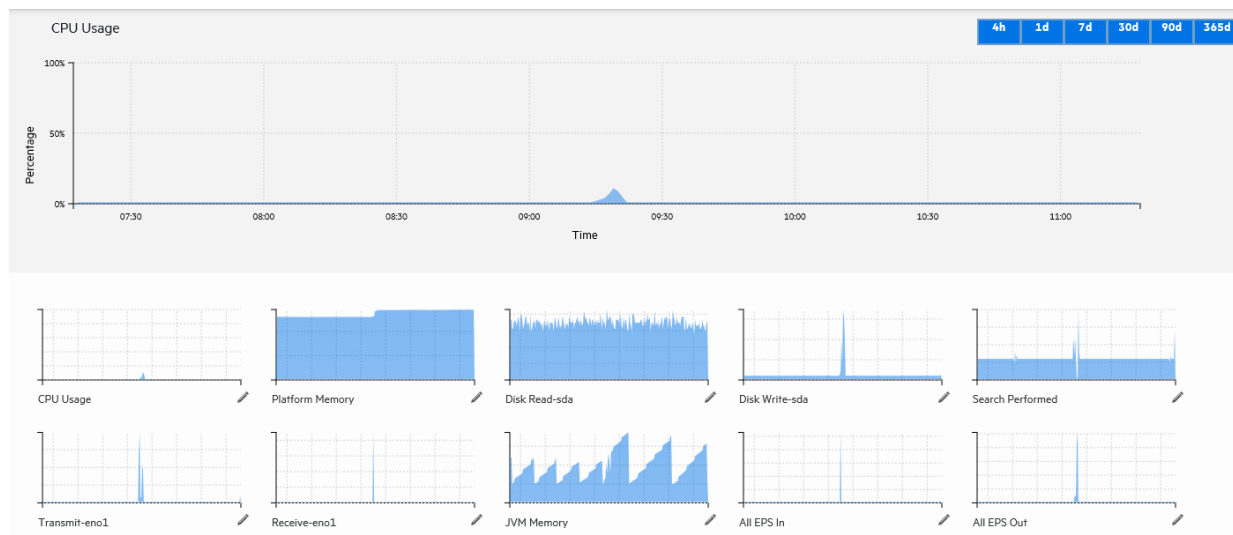 CPU Usage
4h 1d 7d 30d 90d 365d
100%
50%
0%
Percentage
07:30 08:00 08:30 09:00 09:30 10:00 10:30 11:00
Time
CPU Usage Platform Memory Disk Read-sda Disk Write-sda Search Performed
Transmit-eno1 Receive-eno1 JVM Memory All EPS In All EPS Out